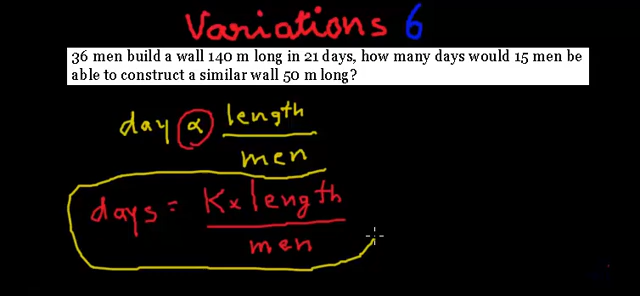 Variations 6
36 men build a wall 140 m long in 21 days, how many days would 15 men be
able to construct a similar wall 50 m long?
day ∝ length
men
days = K x length
men